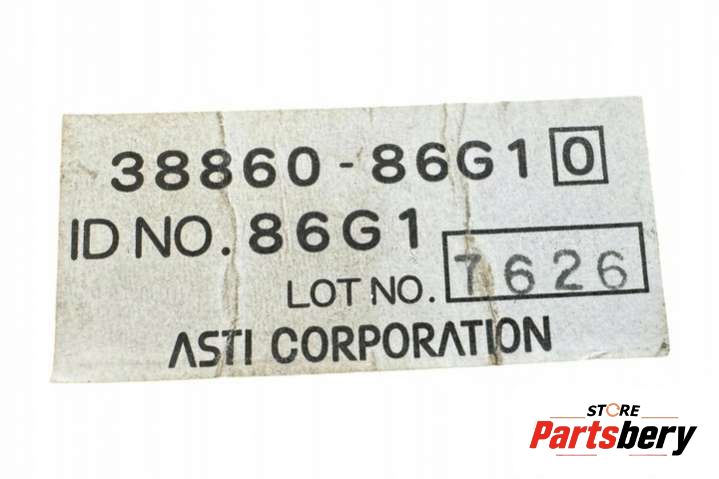 38860-86G10
ID NO. 86G1
LOT NO. 7626
ASTI CORPORATION
STORE
Partsbery